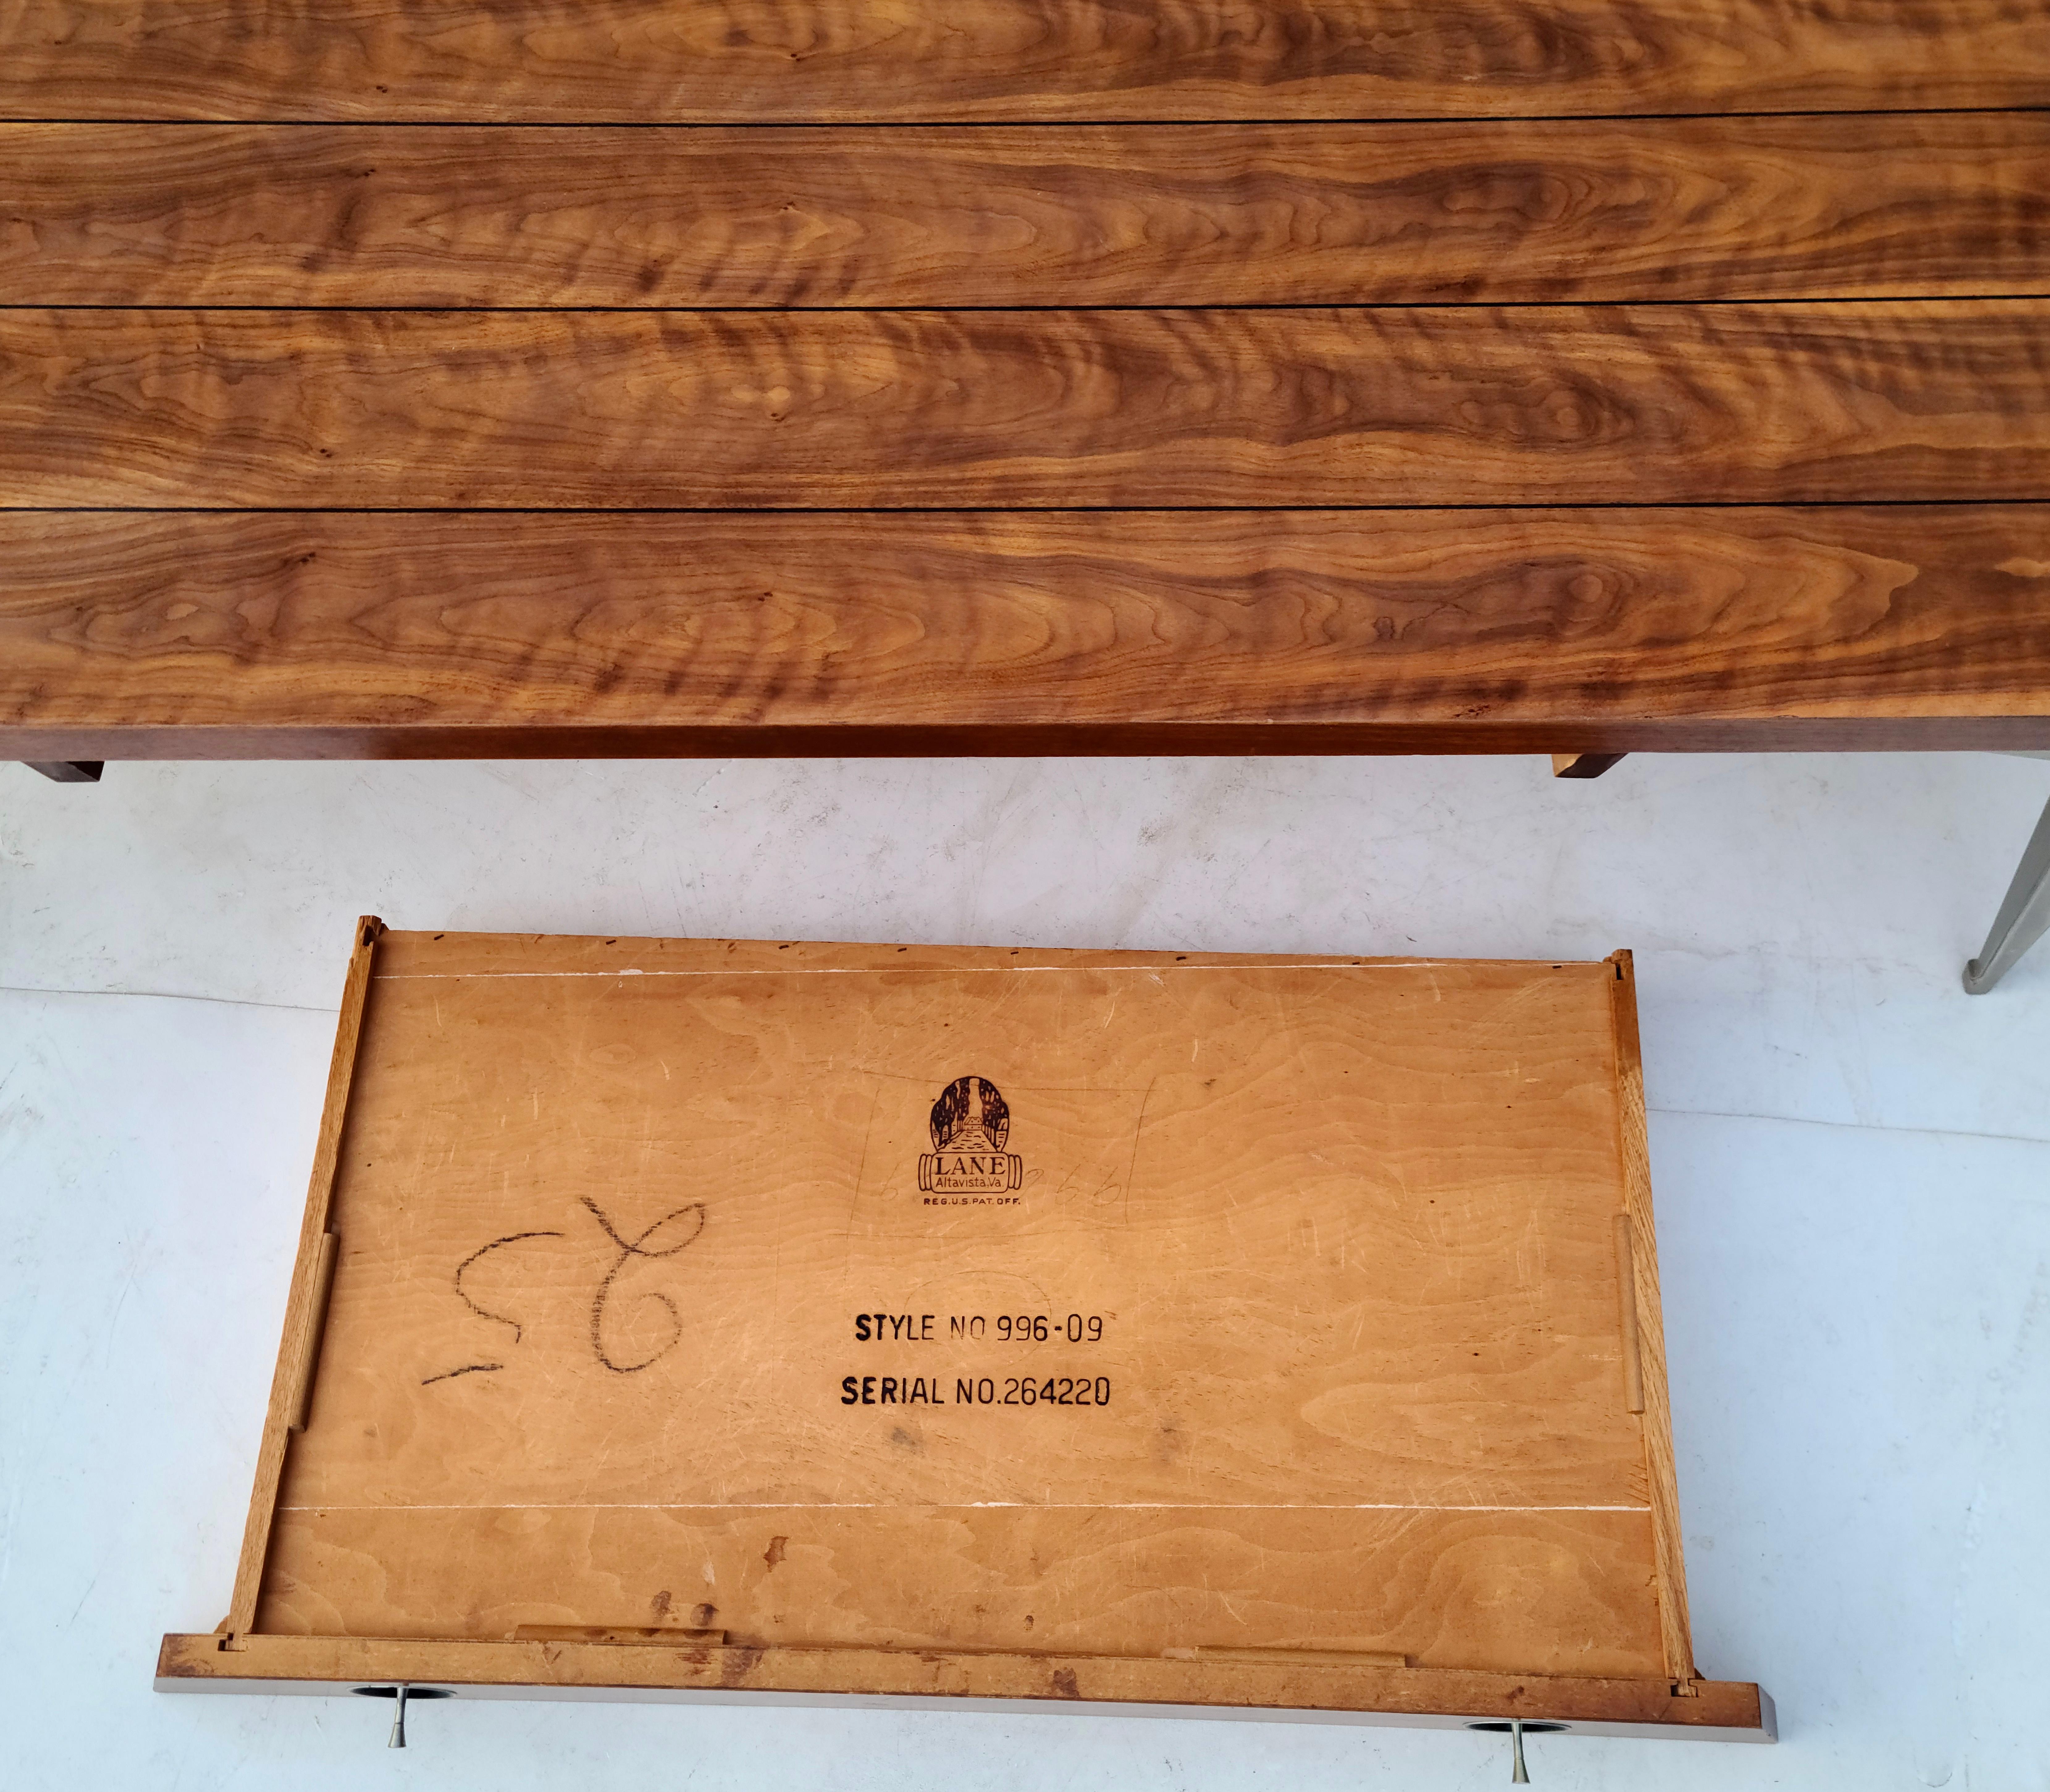 LANE
Altavista.Va
REG.U.S.PAT.OFF.
STYLE NO 996-09
SERIAL NO.264220